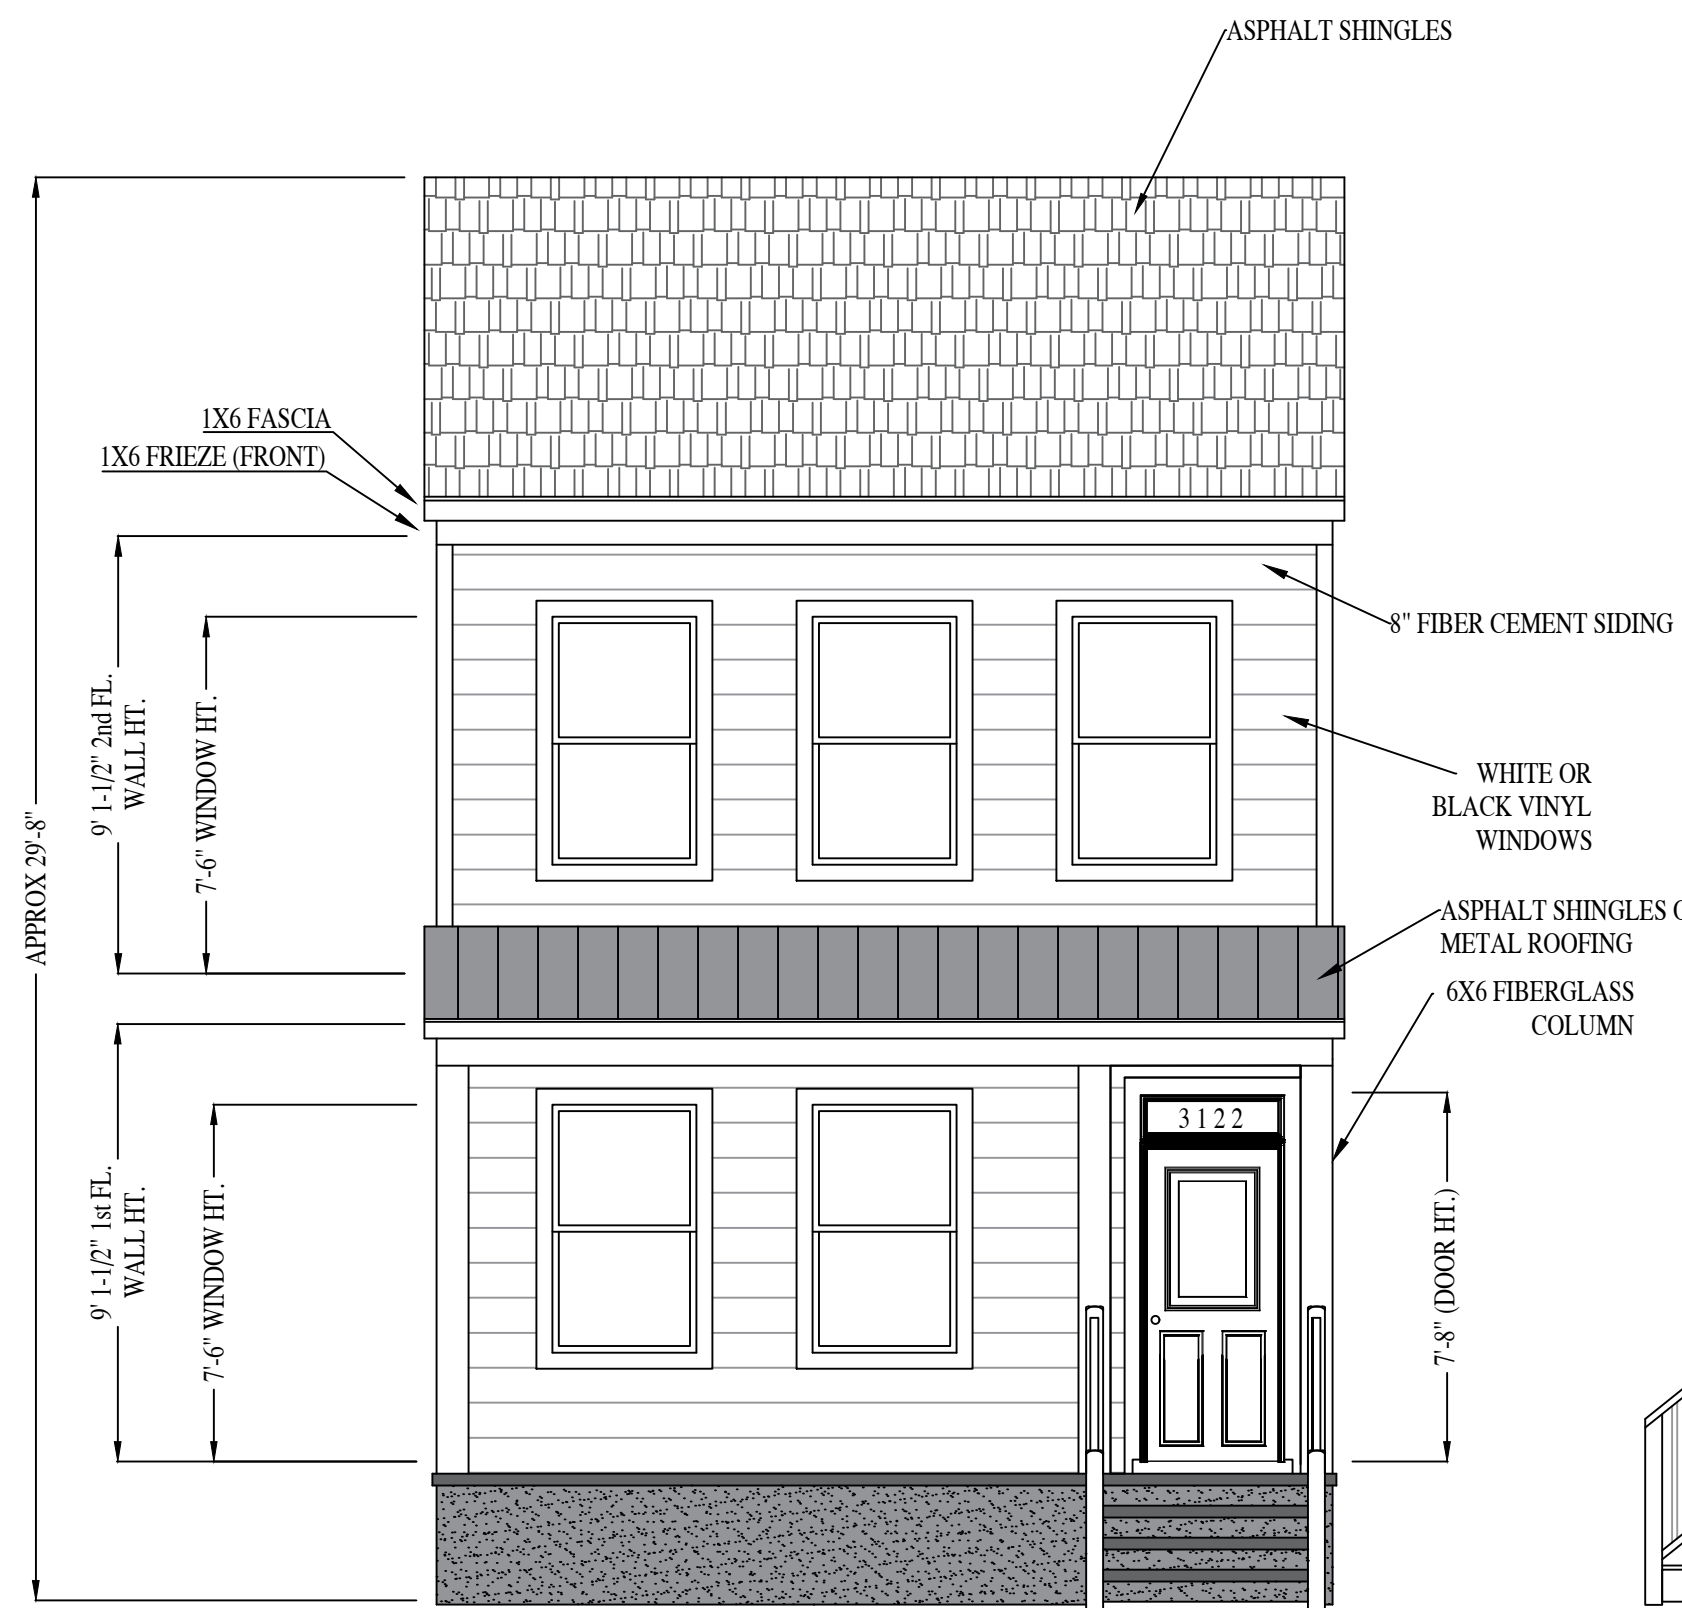 ASPHALT SHINGLES
1X6 FASCIA
1X6 FRIEZE (FRONT)
8" FIBER CEMENT SIDING
9' 1-1/2" 2nd FL.
WALL HT.
7'-6" WINDOW HT.
APPROX 29'-8"
WHITE OR
BLACK VINYL
WINDOWS
ASPHALT SHINGLES
METAL ROOFING
6X6 FIBERGLASS
COLUMN
3122
9' 1-1/2" 1st FL.
WALL HT.
7'-6" WINDOW HT.
7'-8" (DOOR HT.)